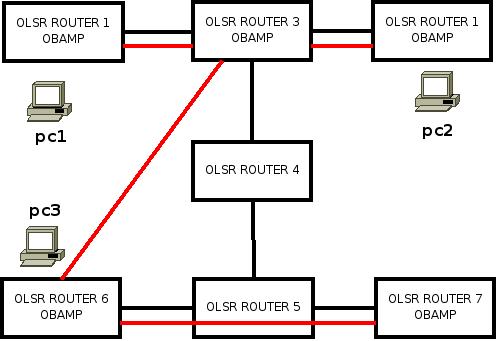 OLSR ROUTER 1
OBAMP
OLSR ROUTER 3
OBAMP
OLSR ROUTER 1
OBAMP
pc1
pc2
OLSR ROUTER 4
pc3
OLSR ROUTER 6
OBAMP
OLSR ROUTER 5
OLSR ROUTER 7
OBAMP